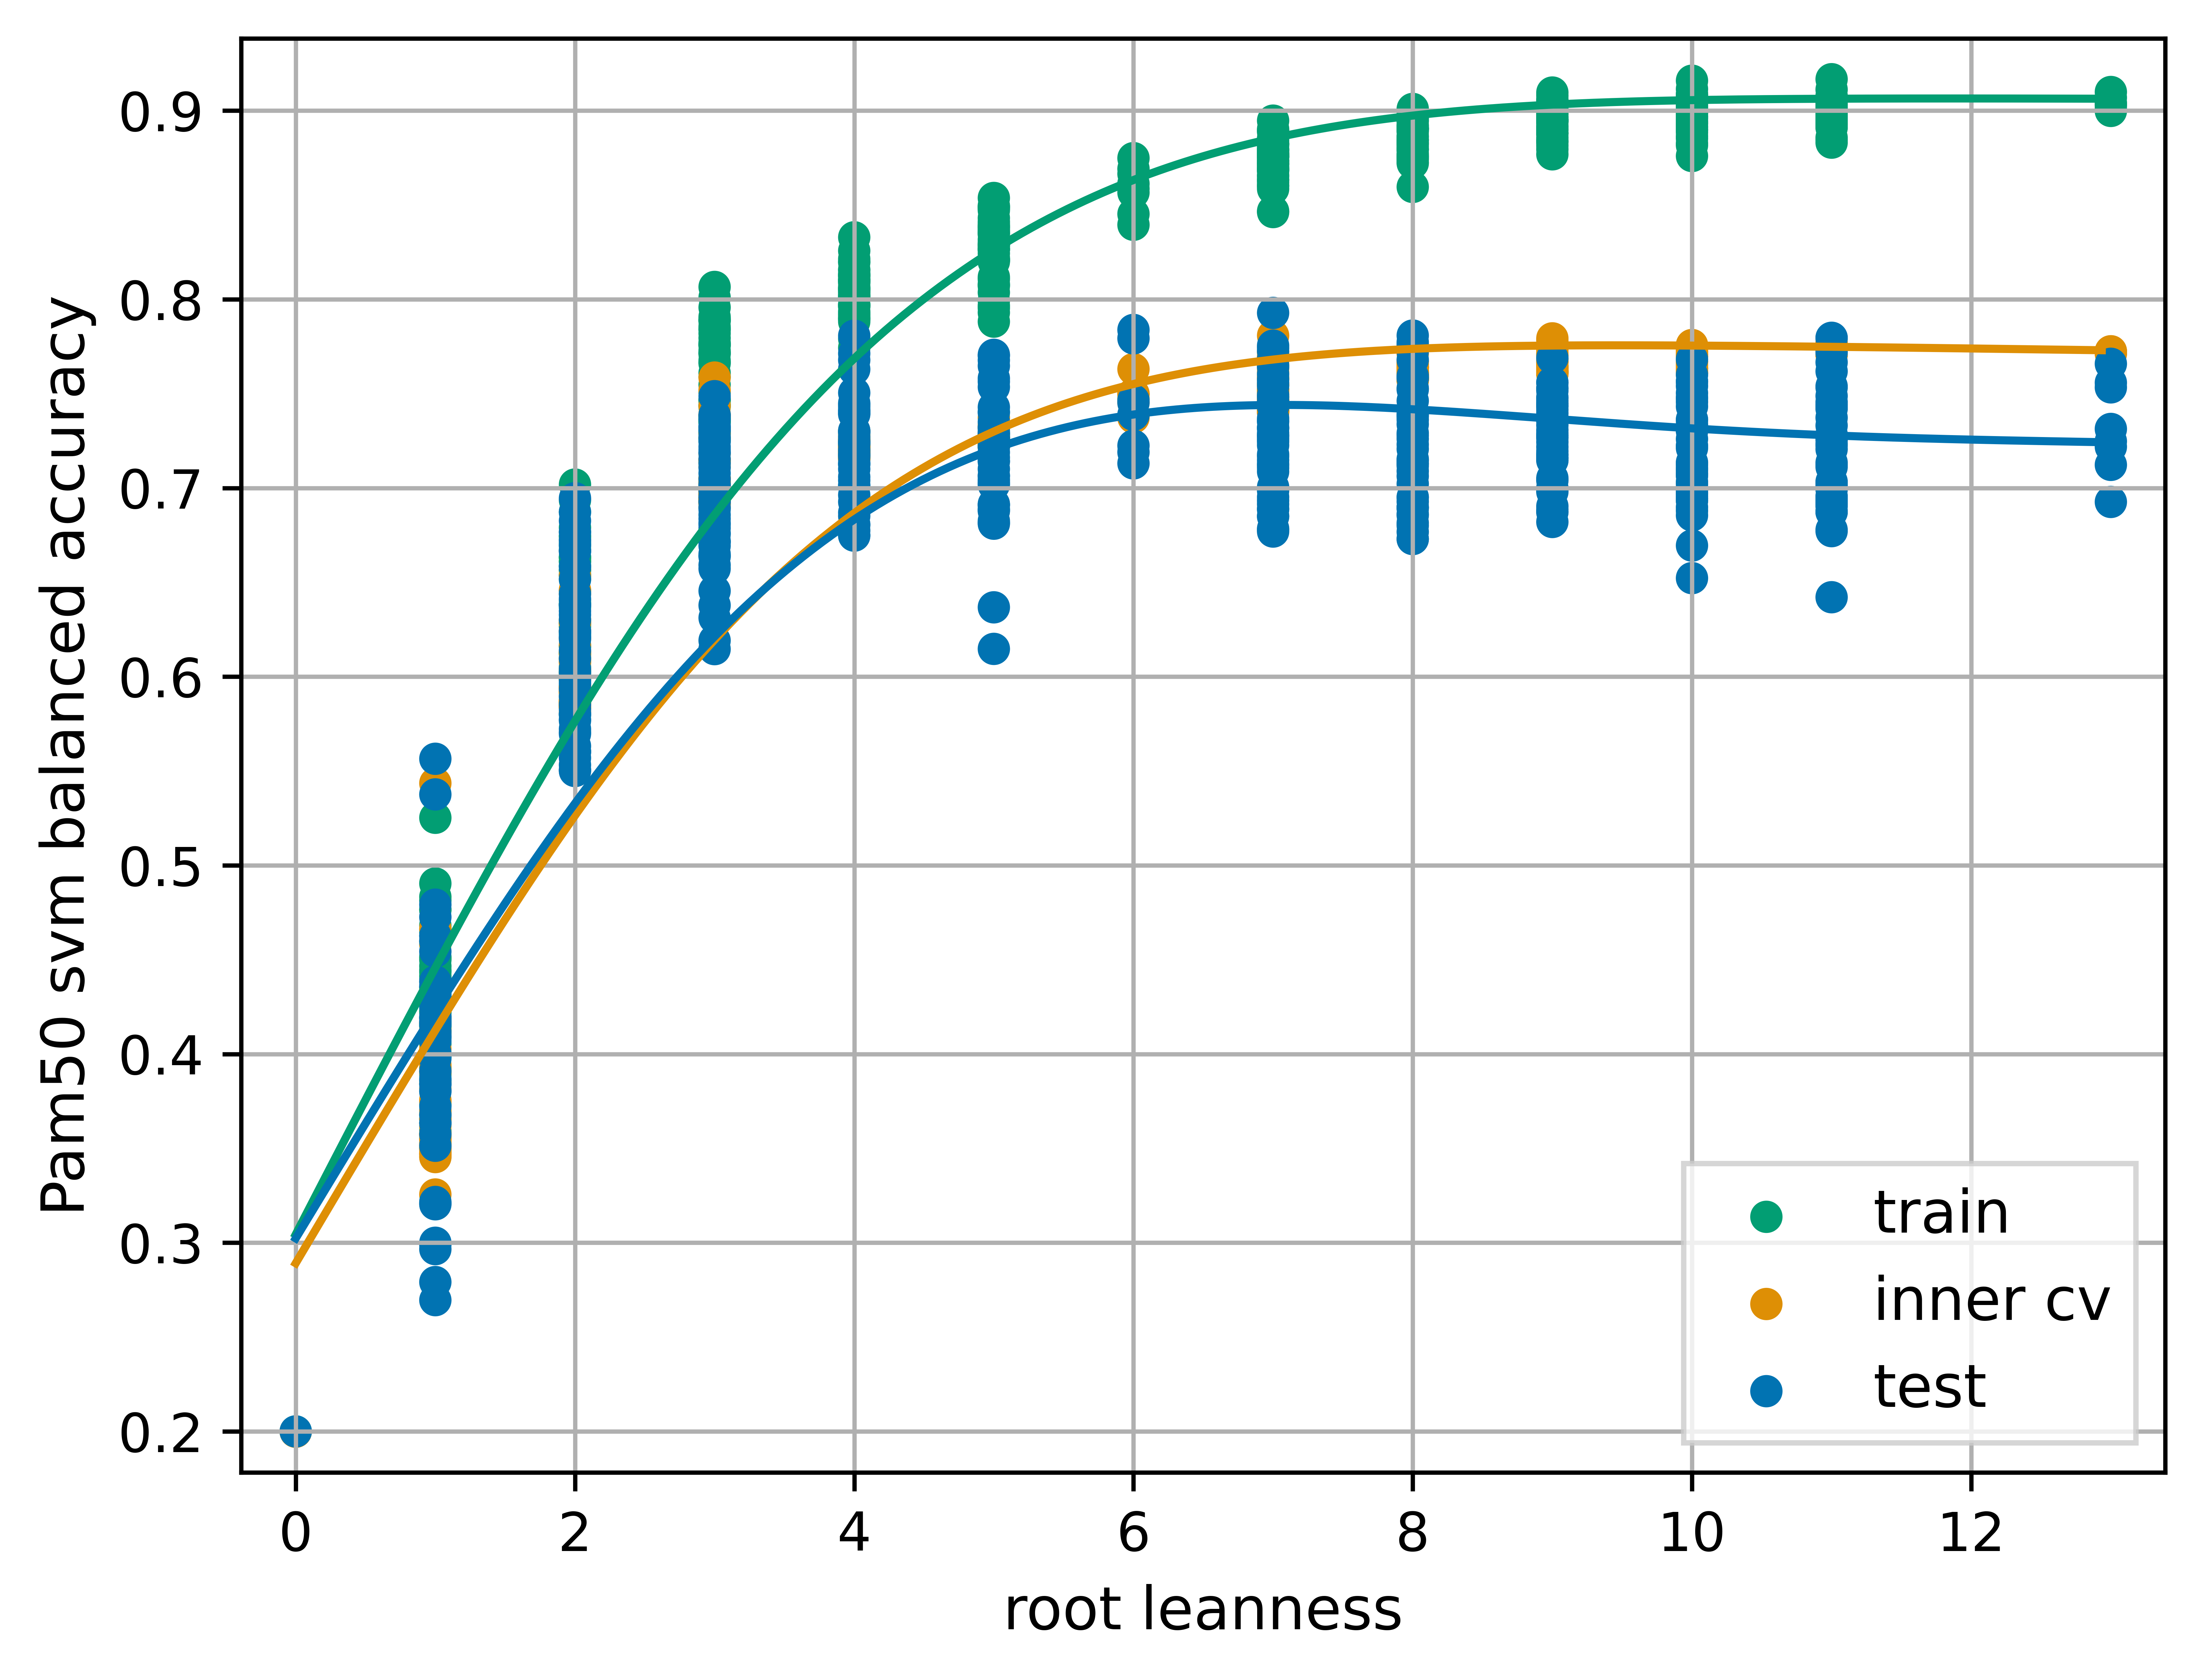 0.9
0.8
0.7
0.6
0.5
0.4
0.3
0.2
Pam50 svm balanced accuracy
train
inner cv
test
0 2 4 6 8 10 12
root leanness